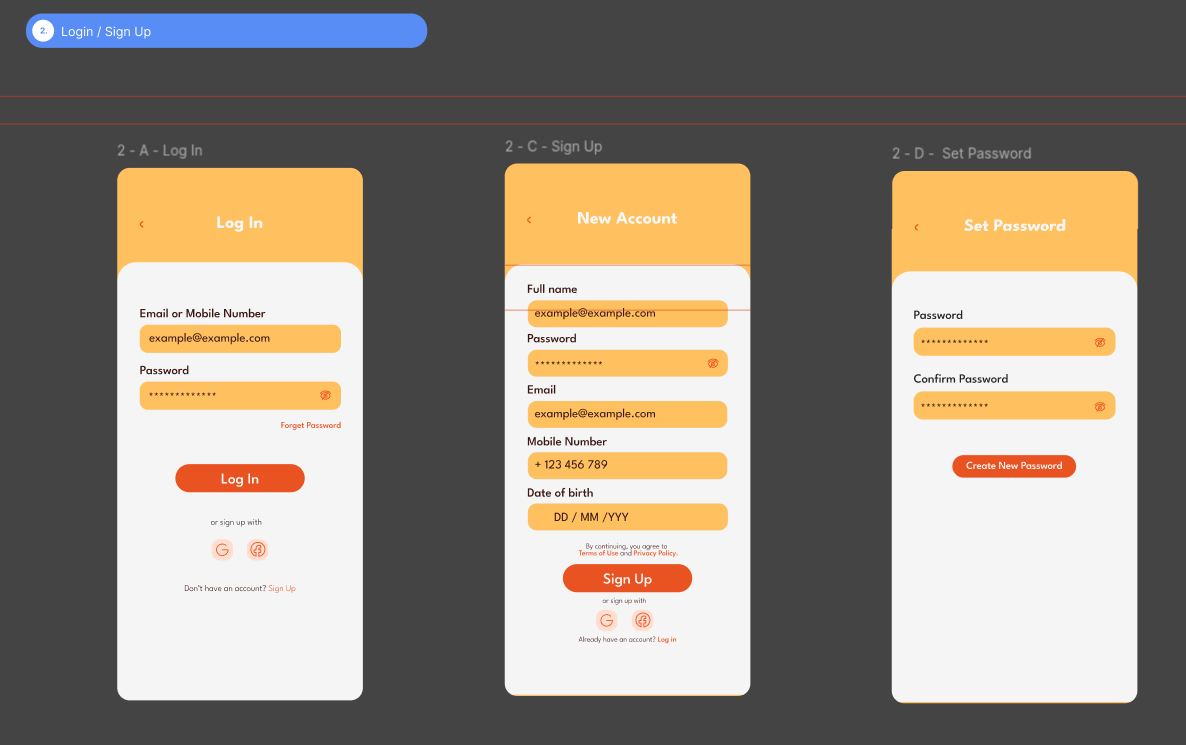 2. Login / Sign Up
2 - A - Log In
Log In
Email or Mobile Number
example@example.com
Password
*************
Forget Password
Log In
or sign up with
Don't have an account? Sign Up
2 - C - Sign Up
New Account
Full name
example@example.com
Password
*************
Email
example@example.com
Mobile Number
+ 123 456 789
Date of birth
DD / MM /YYY
By continuing, you agree to
Terms of Use and Privacy Policy.
Sign Up
or sign up with
Already have an account? Log in
2 - D - Set Password
Set Password
Password
*************
Confirm Password
*************
Create New Password